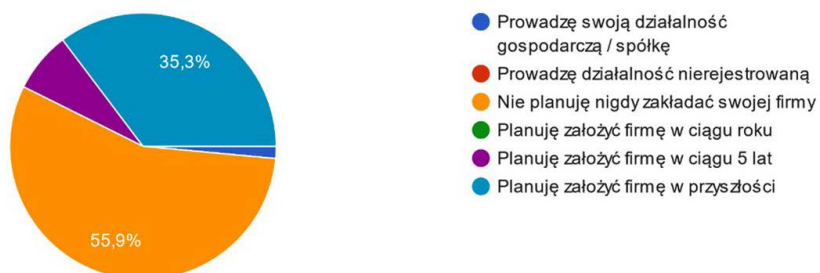 35,3%
55,9%
Prowadzę swoją działalność
gospodarczą / spółkę
Prowadzę działalność nierejestrowaną
Nie planuję nigdy zakładać swojej firmy
Planuję założyć firmę w ciągu roku
Planuję założyć firmę w ciągu 5 lat
Planuję założyć firmę w przyszłości